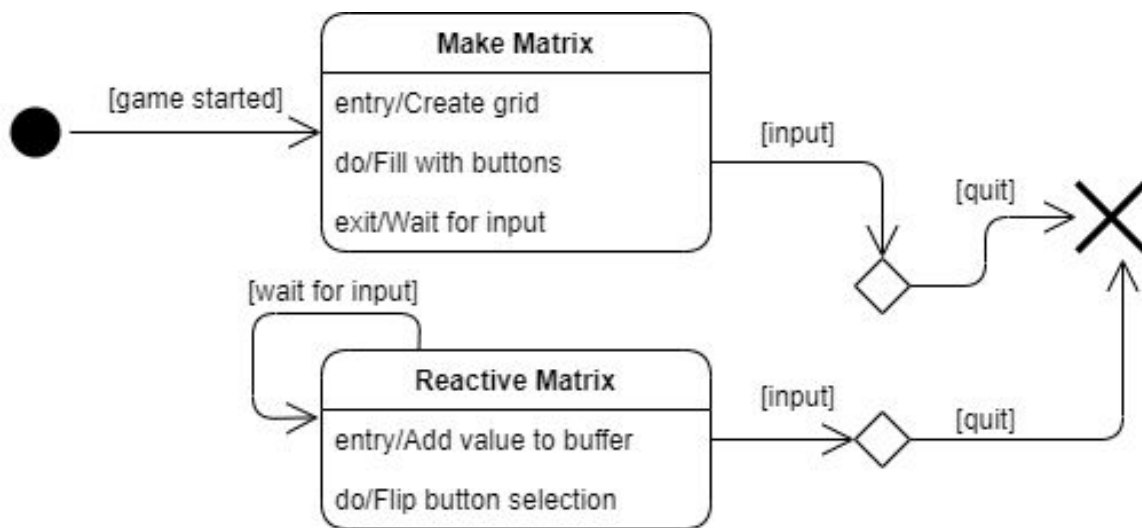 Make Matrix
[game started]
entry/Create grid
do/Fill with buttons
exit/Wait for input
[input]
[quit]
[wait for input]
Reactive Matrix
entry/Add value to buffer
do/Flip button selection
[input]
[quit]